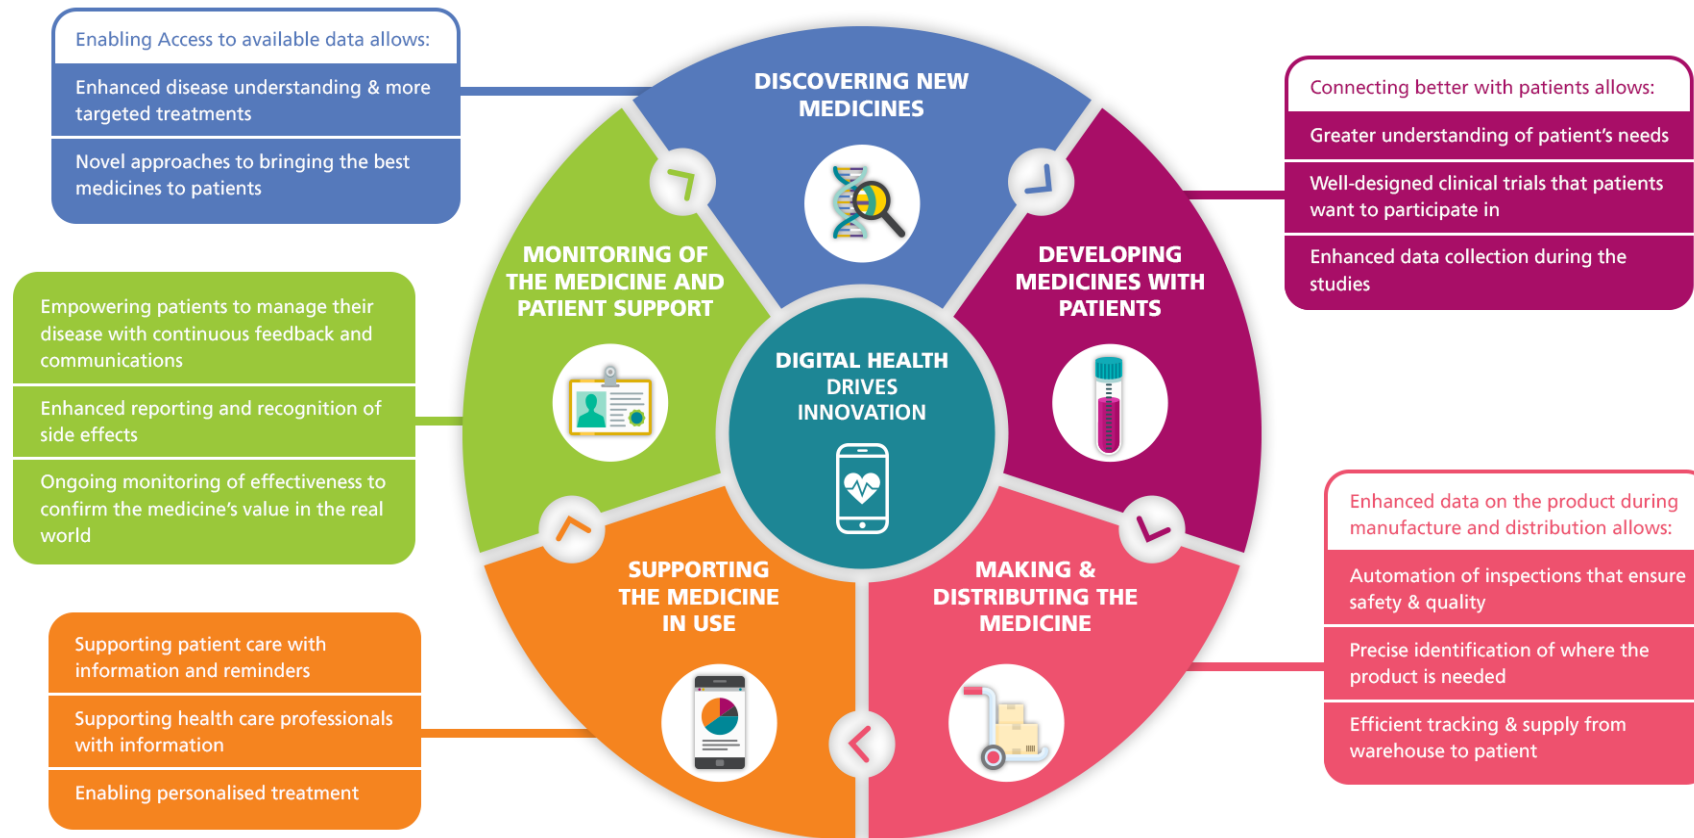 Enabling Access to available data allows:
Enhanced disease understanding & more
targeted treatments
Novel approaches to bringing the best
medicines to patients
DISCOVERING NEW
MEDICINES
Connecting better with patients allows:
Greater understanding of patient's needs
Well-designed clinical trials that patients
want to participate in
Enhanced data collection during the
studies
MONITORING OF
THE MEDICINE AND
PATIENT SUPPORT
DEVELOPING
MEDICINES WITH
PATIENTS
Empowering patients to manage their
disease with continuous feedback and
communications
Enhanced reporting and recognition of
side effects
Ongoing monitoring of effectiveness to
confirm the medicine's value in the real
world
DIGITAL HEALTH
DRIVES
INNOVATION
Enhanced data on the product during
manufacture and distribution allows:
Automation of inspections that ensure
safety & quality
Precise identification of where the
product is needed
Efficient tracking & supply from
warehouse to patient
SUPPORTING
THE MEDICINE
IN USE
MAKING &
DISTRIBUTING THE
MEDICINE
Supporting patient care with
information and reminders
Supporting health care professionals
with information
Enabling personalised treatment